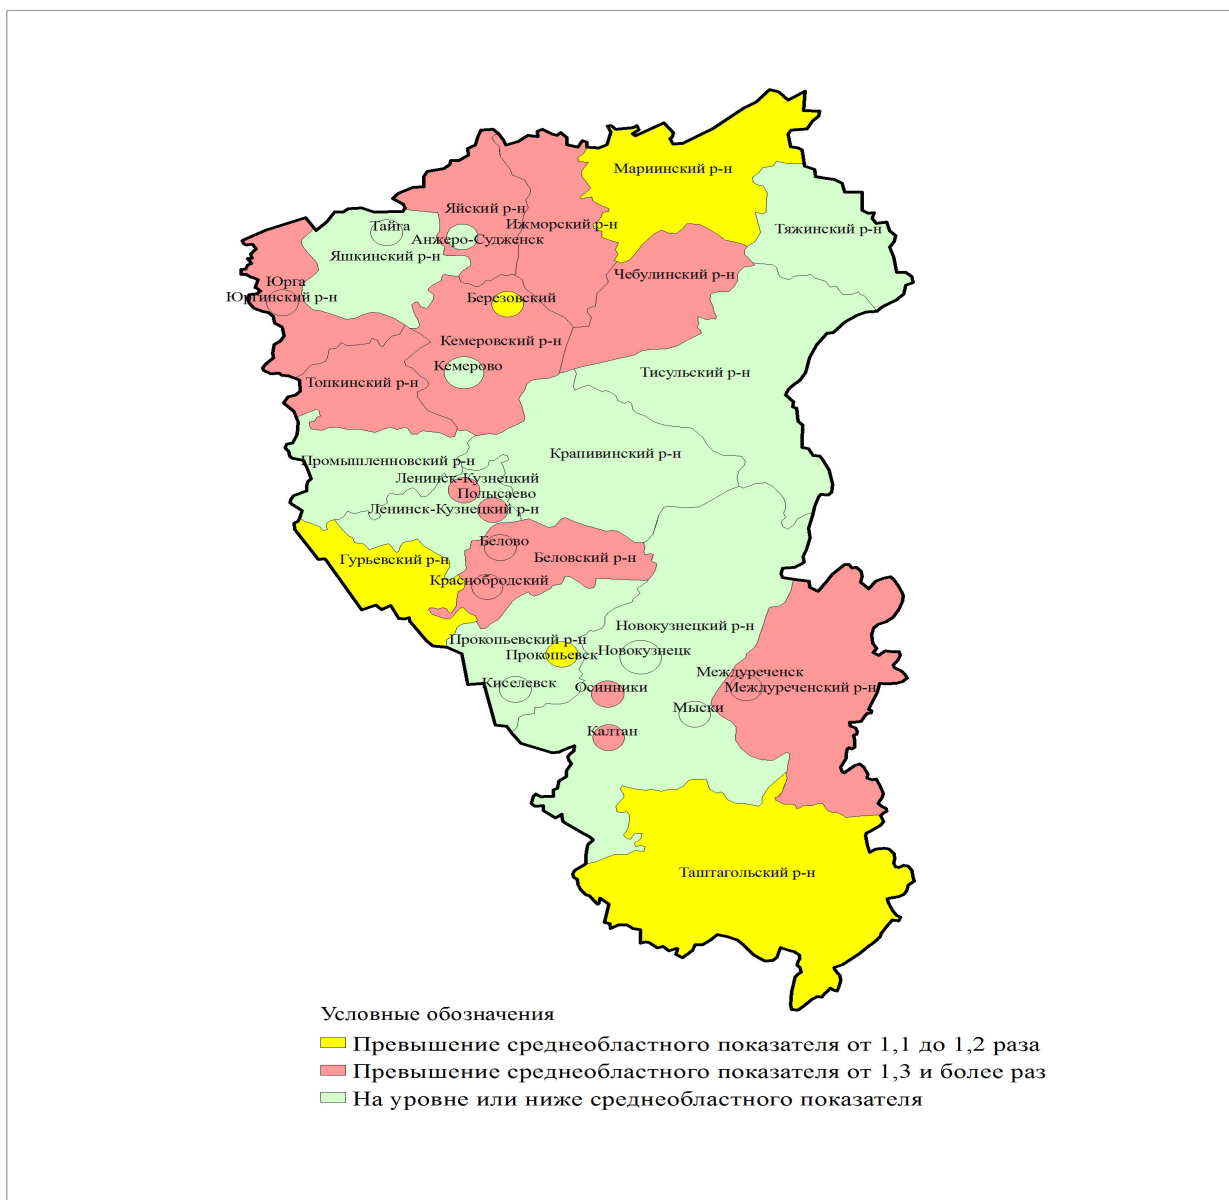 Мариинский р-н
Яйский р-н
Ижморский р-н
Тайга
Анжеро-Судженск
Тяжинский р-н
Яшкинский р-н
Чебулинский р-н
Юрга
Юргинский р-н
Березовский
Кемеровский р-н
Кемерово
Тисульский р-н
Топкинский р-н
Крапивинский р-н
Промышленновский р-н
Ленинск-Кузнецкий
Полысаево
Ленинск-Кузнецкий р-н
Белово
Гурьевский р-н
Беловский р-н
Краснобродский
Новокузнецкий р-н
Прокопьевский р-н
Прокопьевск
Новокузнецк
Киселевск
Осинники
Междуреченск
Междуреченский р-н
Мыски
Калтан
Таштагольский р-н
Условные обозначения
Превышение среднеобластного показателя от 1,1 до 1,2 раза
Превышение среднеобластного показателя от 1,3 и более раз
На уровне или ниже среднеобластного показателя